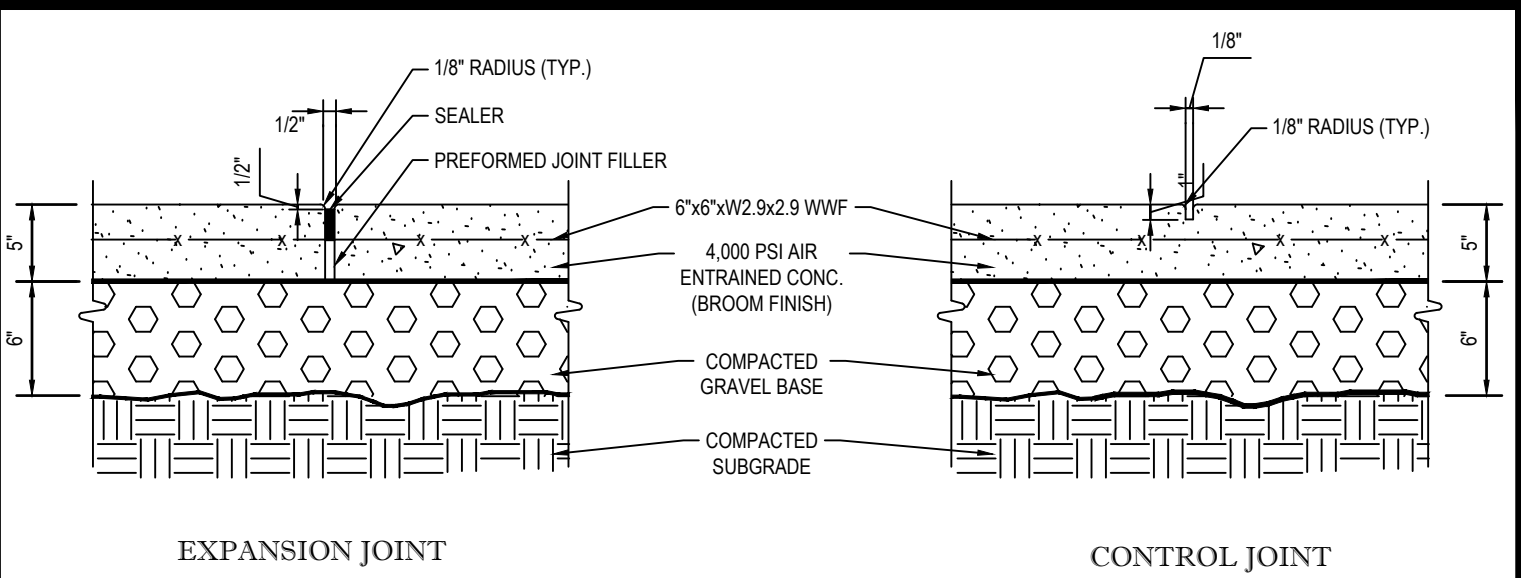 1/8" RADIUS (TYP.)
SEALER
PREFORMED JOINT FILLER
1/2"
1/2"
5"
6"
6"x6"xW2.9x2.9 WWF
4,000 PSI AIR
ENTRAINED CONC.
(BROOM FINISH)
COMPACTED
GRAVEL BASE
COMPACTED
SUBGRADE
X X X X
EXPANSION JOINT
1/8"
1/8" RADIUS (TYP.)
1"
5"
6"
X X X X
CONTROL JOINT